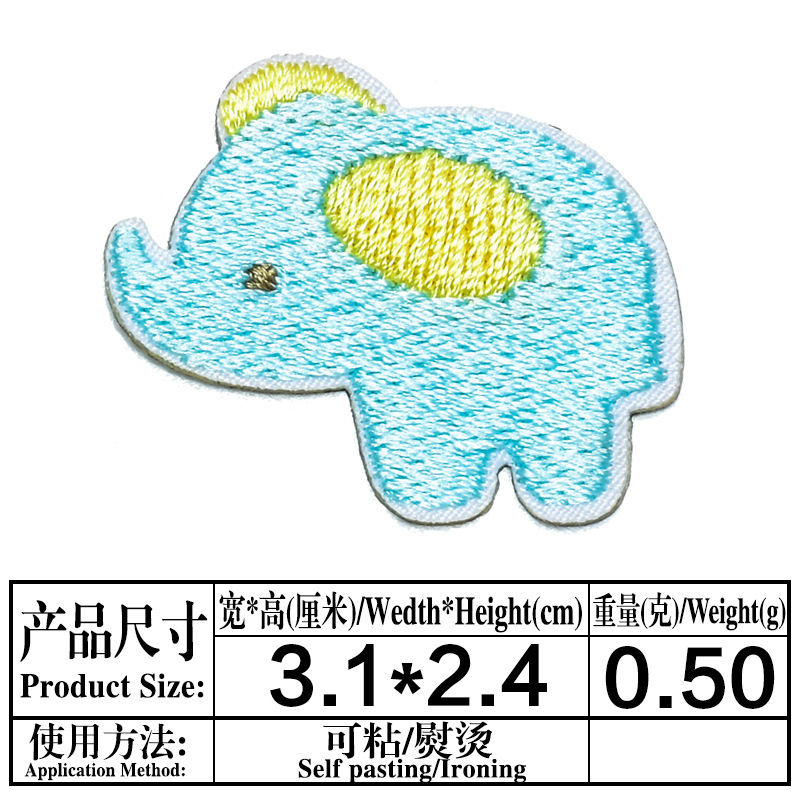 产品尺寸
Product Size:
宽*高(厘米)/Wedth*Height(cm)
重量(克)/Weight(g)
3.1*2.4
0.50
使用方法:
Application Method:
可粘/熨烫
Self pasting/Ironing